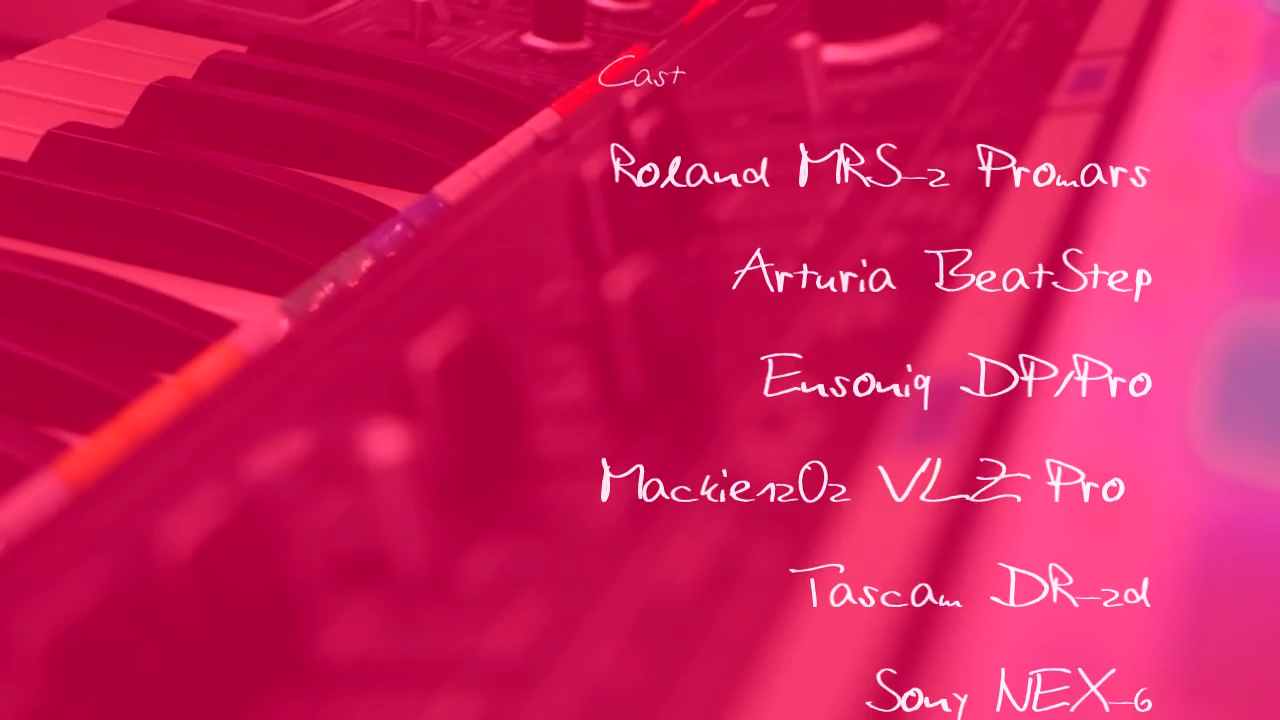 Cast
Roland MRS-2 Promars
Arturia BeatStep
Ensoniq DP/Pro
Mackie1202 VLZ Pro
Tascam DR-2d
Sony NEX-6